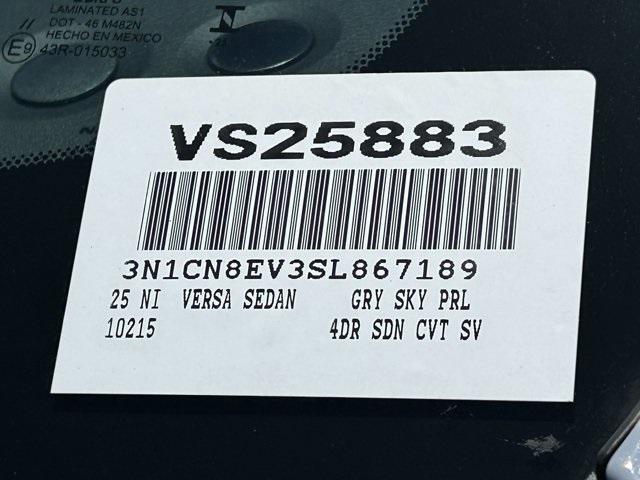 LAMINATED AS1
DOT - 46 M482N
HECHO EN MEXICO
E9 43R-015033
VS25883
3N1CN8EV3SL867189
25 NI VERSA SEDAN GRY SKY PRL
10215 4DR SDN CVT SV